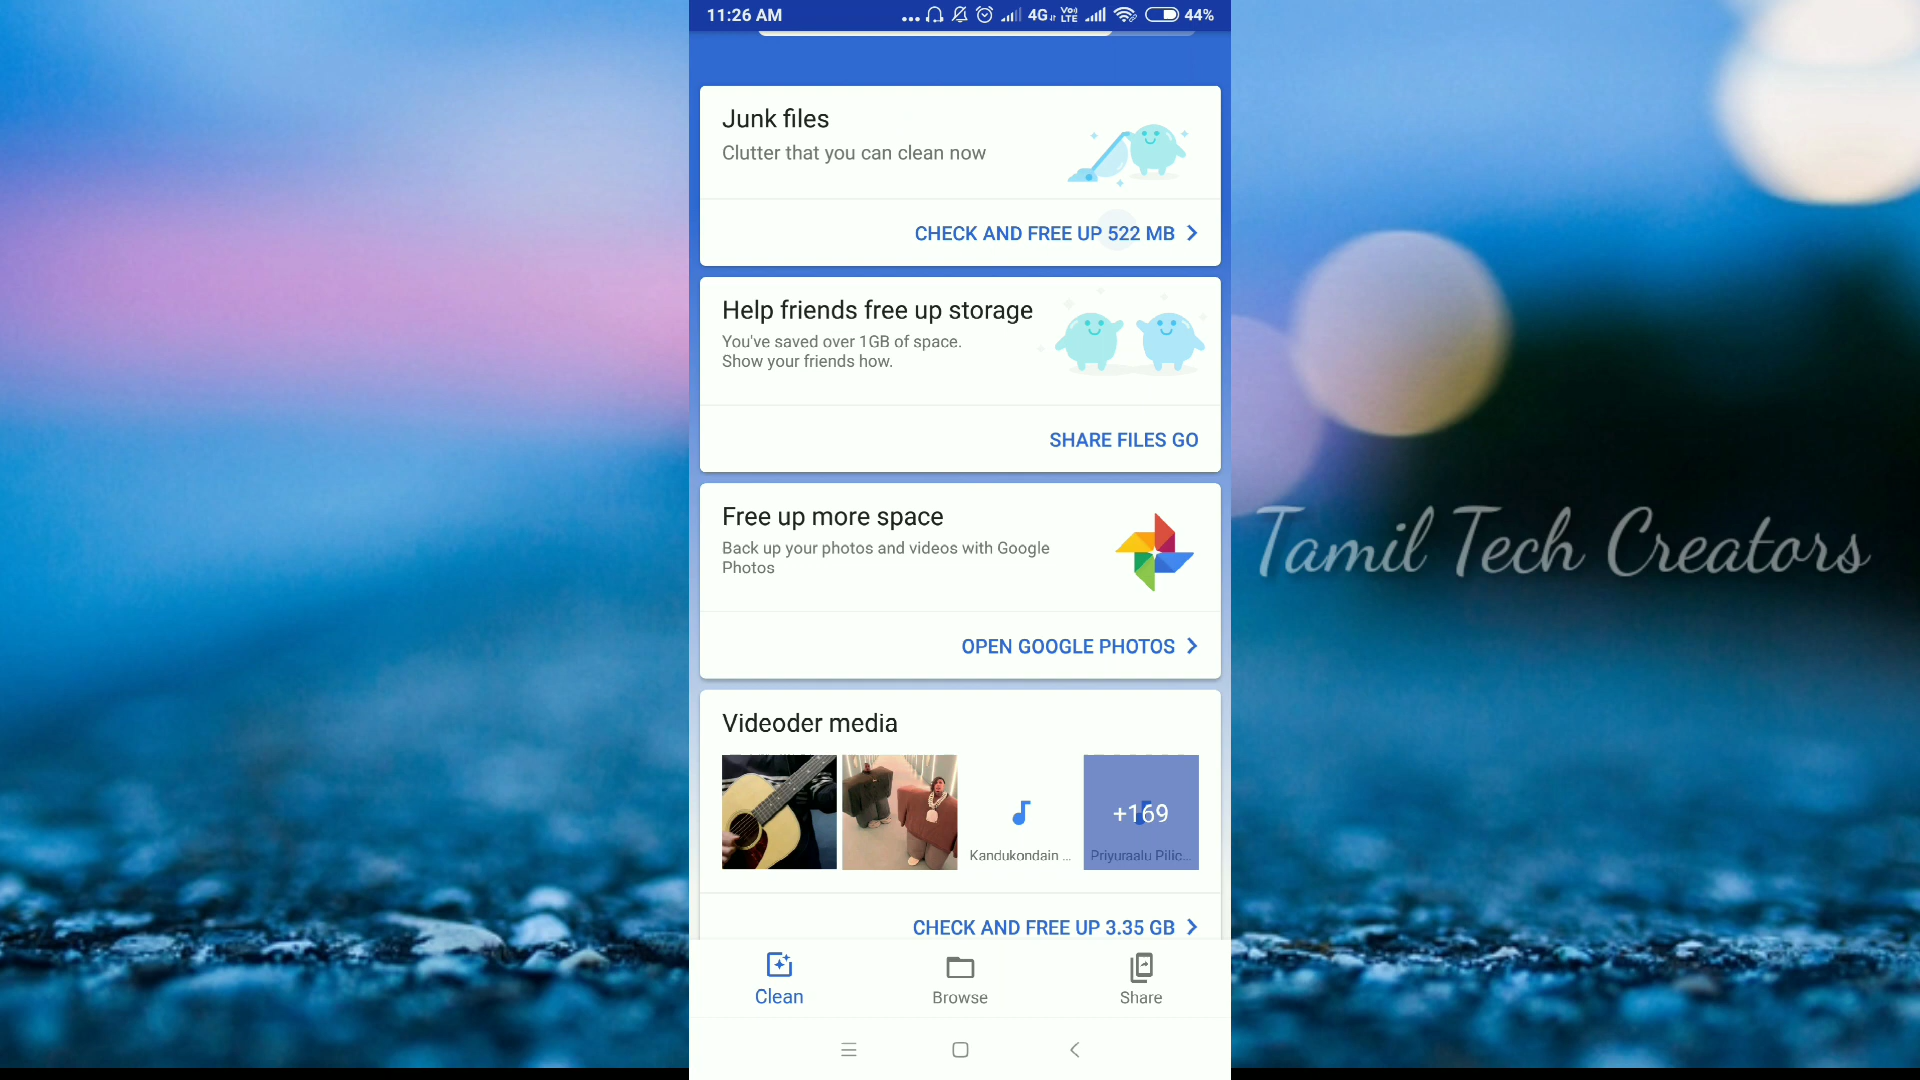 11:26 AM 4G VoLTE 44%
Junk files
Clutter that you can clean now
CHECK AND FREE UP 522 MB
Help friends free up storage
You've saved over 1GB of space.
Show your friends how.
SHARE FILES GO
Free up more space
Back up your photos and videos with Google
Photos
OPEN GOOGLE PHOTOS
Tamil Tech Creators
Videoder media
+169
Kandukondain ... Priyuraalu Pilic...
CHECK AND FREE UP 3.35 GB
Clean Browse Share